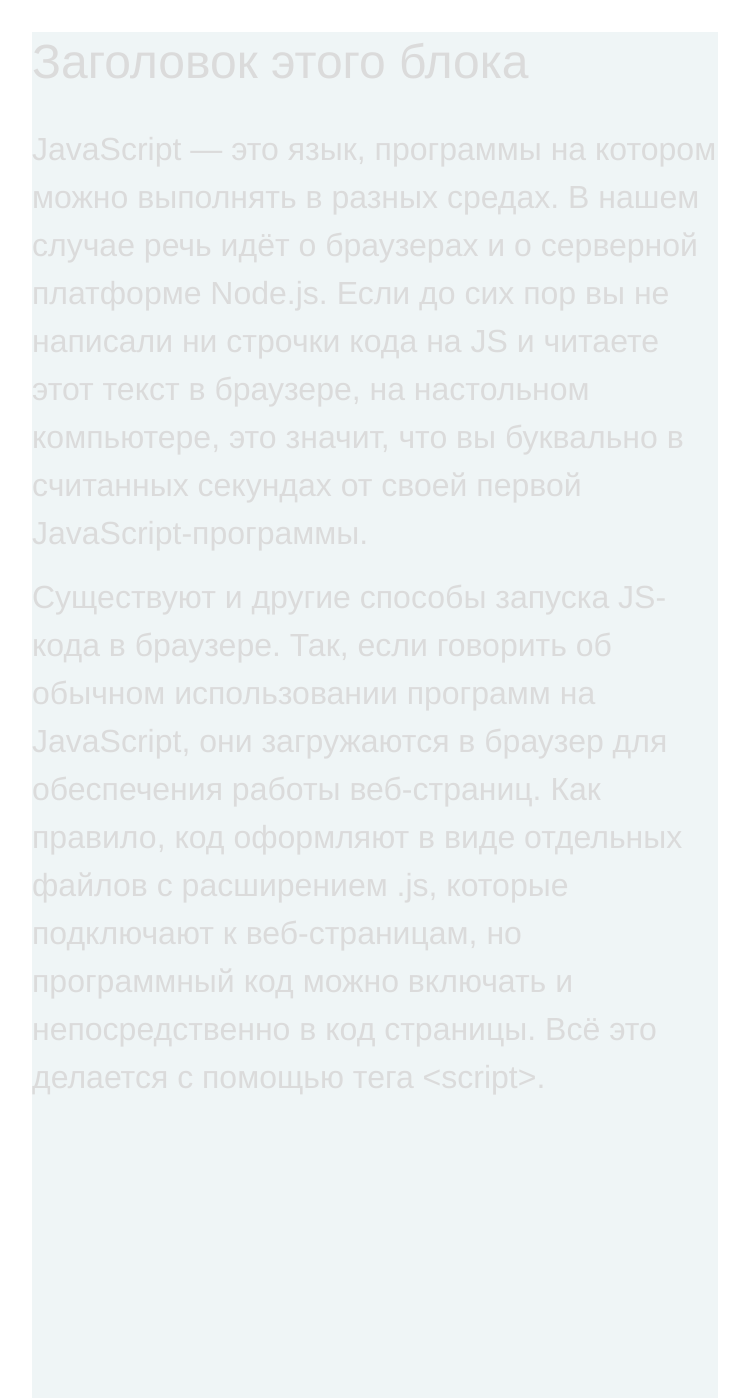 Заголовок этого блока
JavaScript — это язык, программы на котором
можно выполнять в разных средах. В нашем
случае речь идёт о браузерах и о серверной
платформе Node.js. Если до сих пор вы не
написали ни строчки кода на JS и читаете
этот текст в браузере, на настольном
компьютере, это значит, что вы буквально в
считанных секундах от своей первой
JavaScript-программы.
Существуют и другие способы запуска JS-
кода в браузере. Так, если говорить об
обычном использовании программ на
JavaScript, они загружаются в браузер для
обеспечения работы веб-страниц. Как
правило, код оформляют в виде отдельных
файлов с расширением .js, которые
подключают к веб-страницам, но
программный код можно включать и
непосредственно в код страницы. Всё это
делается с помощью тега <script>.